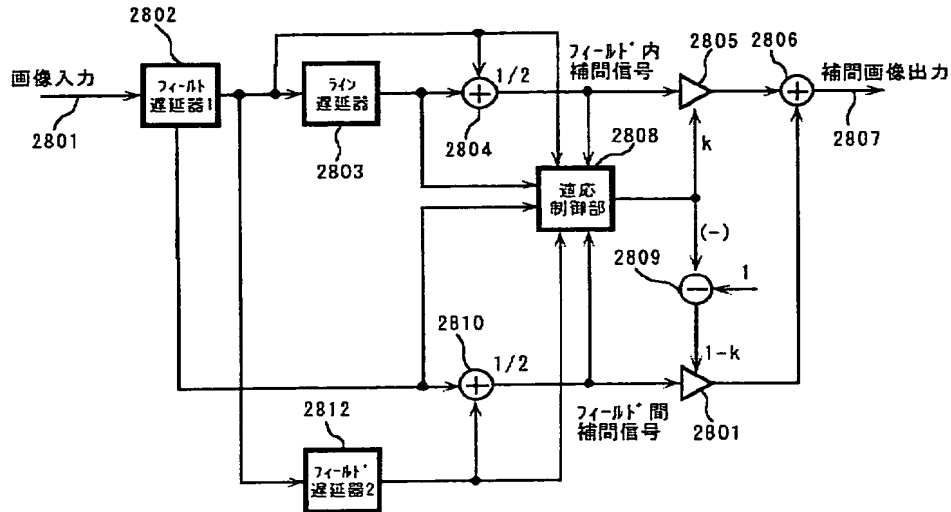 2802
画像入力
フィールド
遅延器1
2801
ライン
遅延器
2803
1/2
2804
フィールド内
補間信号
2805
2806
補間画像出力
2807
2808
適応
制御部
k
(-)
2809
1
1-k
2810
1/2
フィールド間
補間信号
2801
2812
フィールド
遅延器2